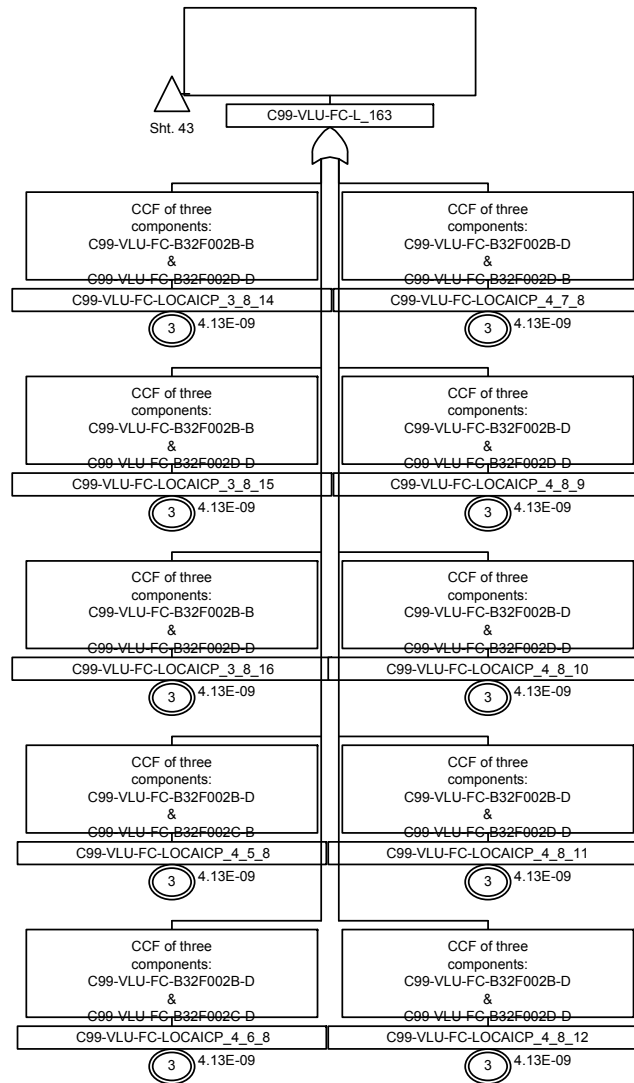 Sht. 43
C99-VLU-FC-L_163
CCF of three
components:
C99-VLU-FC-B32F002B-B
&
C99-VLU-FC-B32F002D-D
C99-VLU-FC-LOCAICP_3_8_14
3
4.13E-09
CCF of three
components:
C99-VLU-FC-B32F002B-D
&
C99-VLU-FC-B32F002D-B
C99-VLU-FC-LOCAICP_4_7_8
3
4.13E-09
CCF of three
components:
C99-VLU-FC-B32F002B-B
&
C99-VLU-FC-B32F002D-D
C99-VLU-FC-LOCAICP_3_8_15
3
4.13E-09
CCF of three
components:
C99-VLU-FC-B32F002B-D
&
C99-VLU-FC-B32F002D-D
C99-VLU-FC-LOCAICP_4_8_9
3
4.13E-09
CCF of three
components:
C99-VLU-FC-B32F002B-B
&
C99-VLU-FC-B32F002D-D
C99-VLU-FC-LOCAICP_3_8_16
3
4.13E-09
CCF of three
components:
C99-VLU-FC-B32F002B-D
&
C99-VLU-FC-B32F002D-D
C99-VLU-FC-LOCAICP_4_8_10
3
4.13E-09
CCF of three
components:
C99-VLU-FC-B32F002B-D
&
C99-VLU-FC-B32F002C-B
C99-VLU-FC-LOCAICP_4_5_8
3
4.13E-09
CCF of three
components:
C99-VLU-FC-B32F002B-D
&
C99-VLU-FC-B32F002D-D
C99-VLU-FC-LOCAICP_4_8_11
3
4.13E-09
CCF of three
components:
C99-VLU-FC-B32F002B-D
&
C99-VLU-FC-B32F002C-D
C99-VLU-FC-LOCAICP_4_6_8
3
4.13E-09
CCF of three
components:
C99-VLU-FC-B32F002B-D
&
C99-VLU-FC-B32F002D-D
C99-VLU-FC-LOCAICP_4_8_12
3
4.13E-09